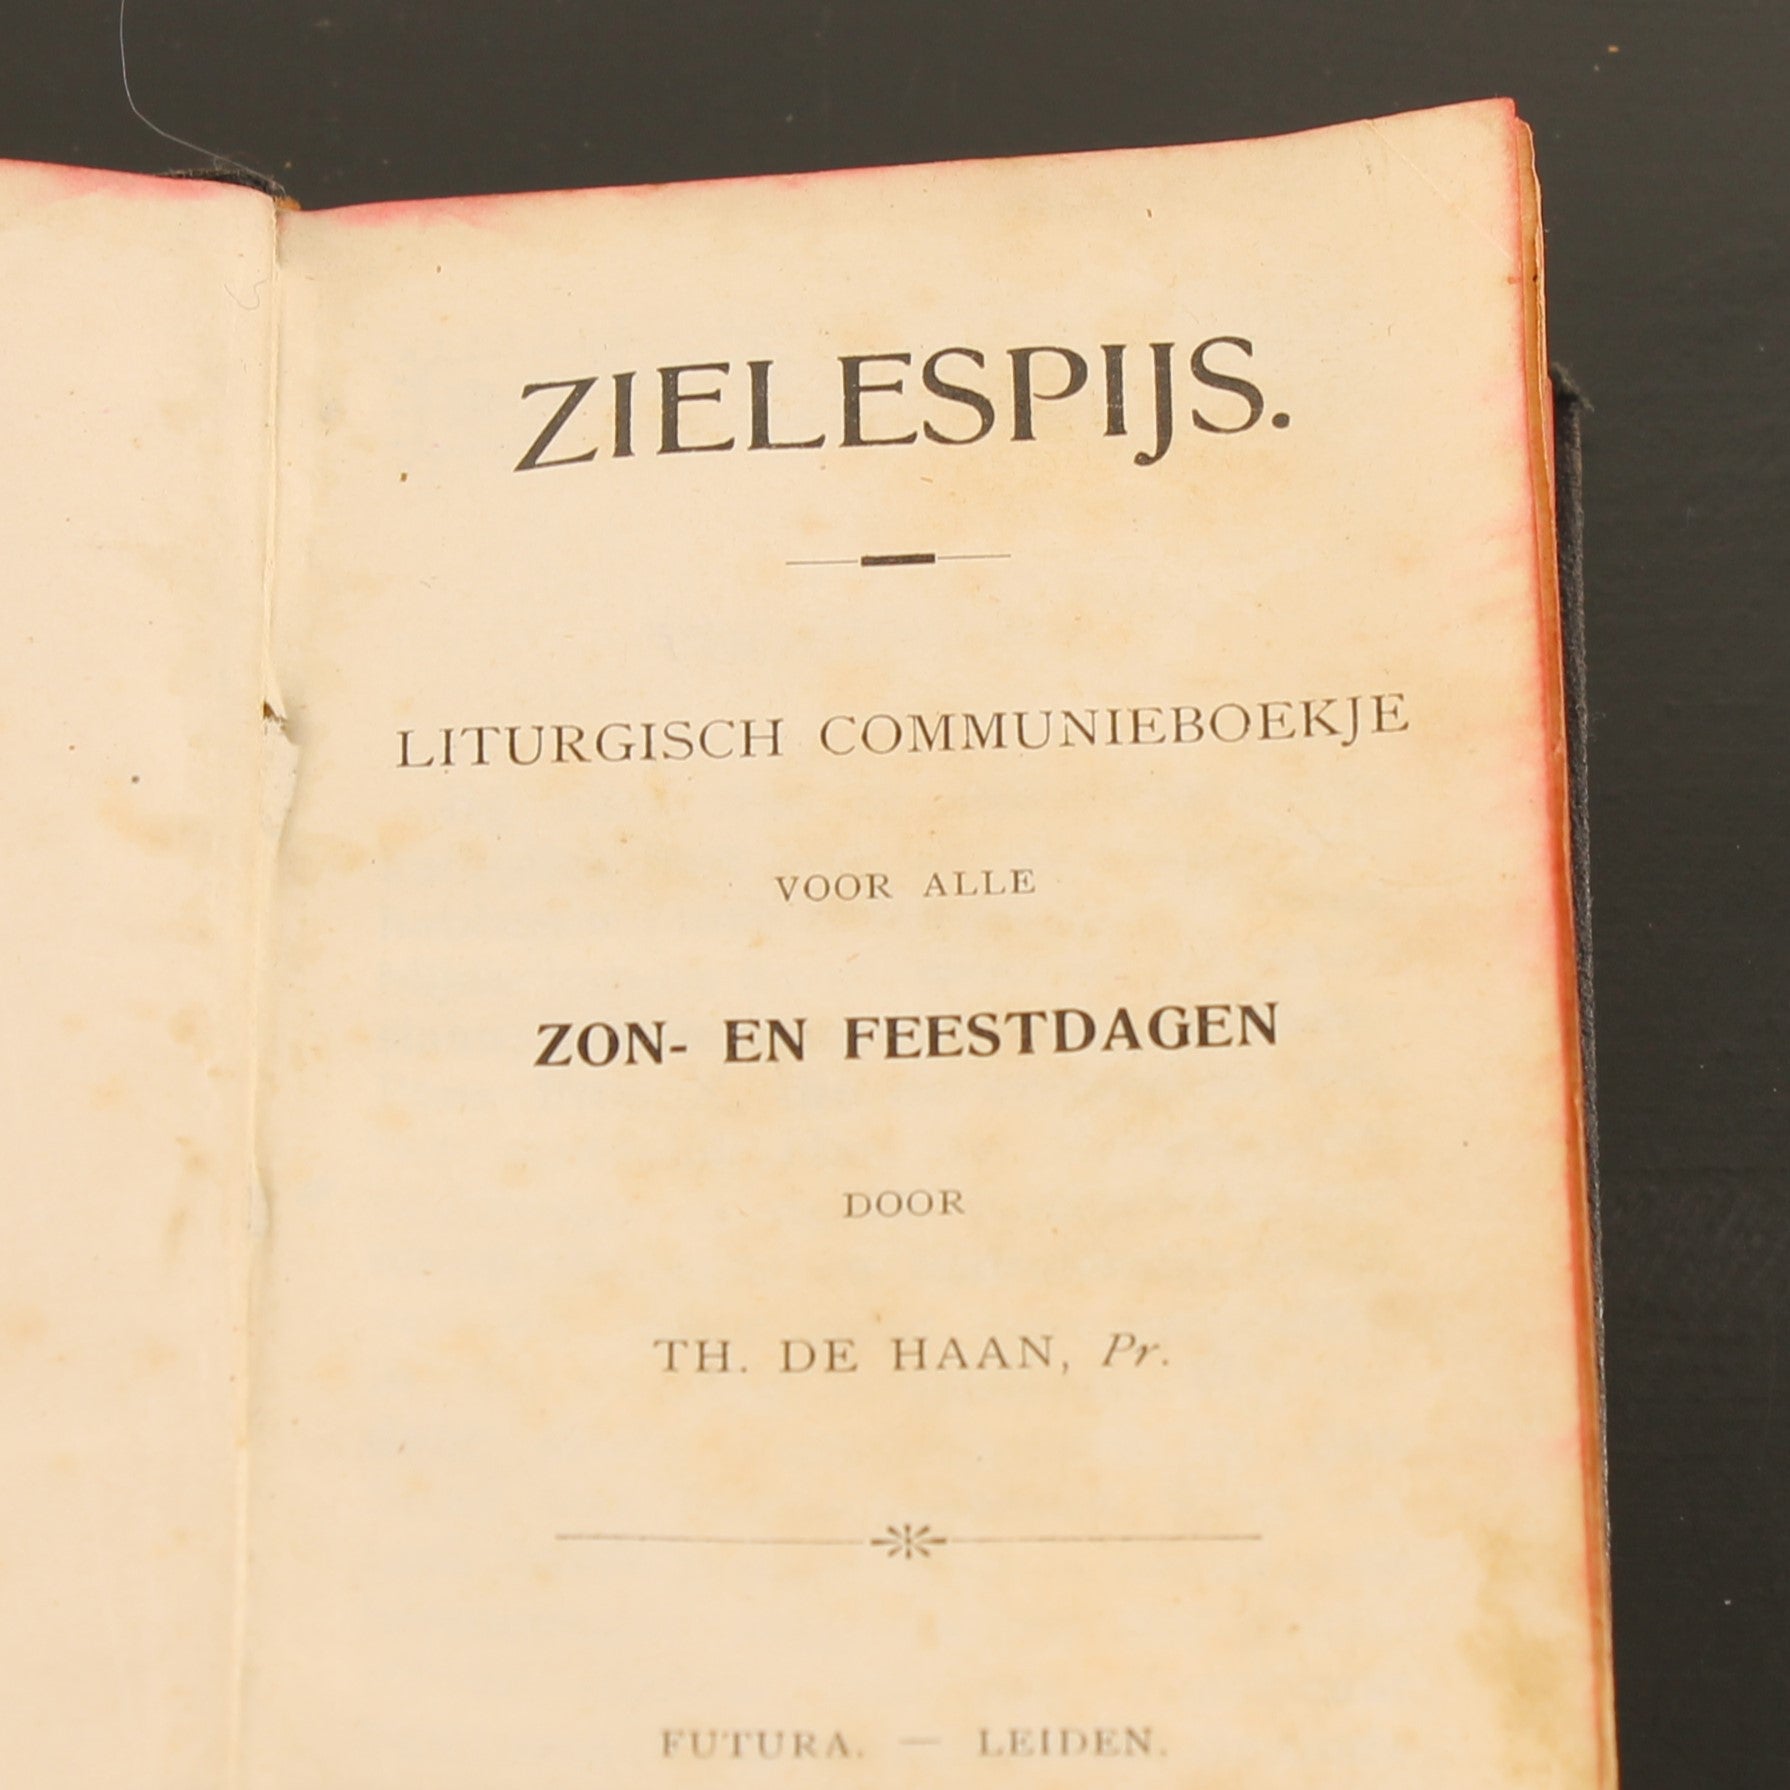 ZIELESPIJS.
LITURGISCH COMMUNIEBOEKJE
VOOR ALLE
ZON- EN FEESTDAGEN
DOOR
TH. DE HAAN, Pr.
FUTURA. — LEIDEN.